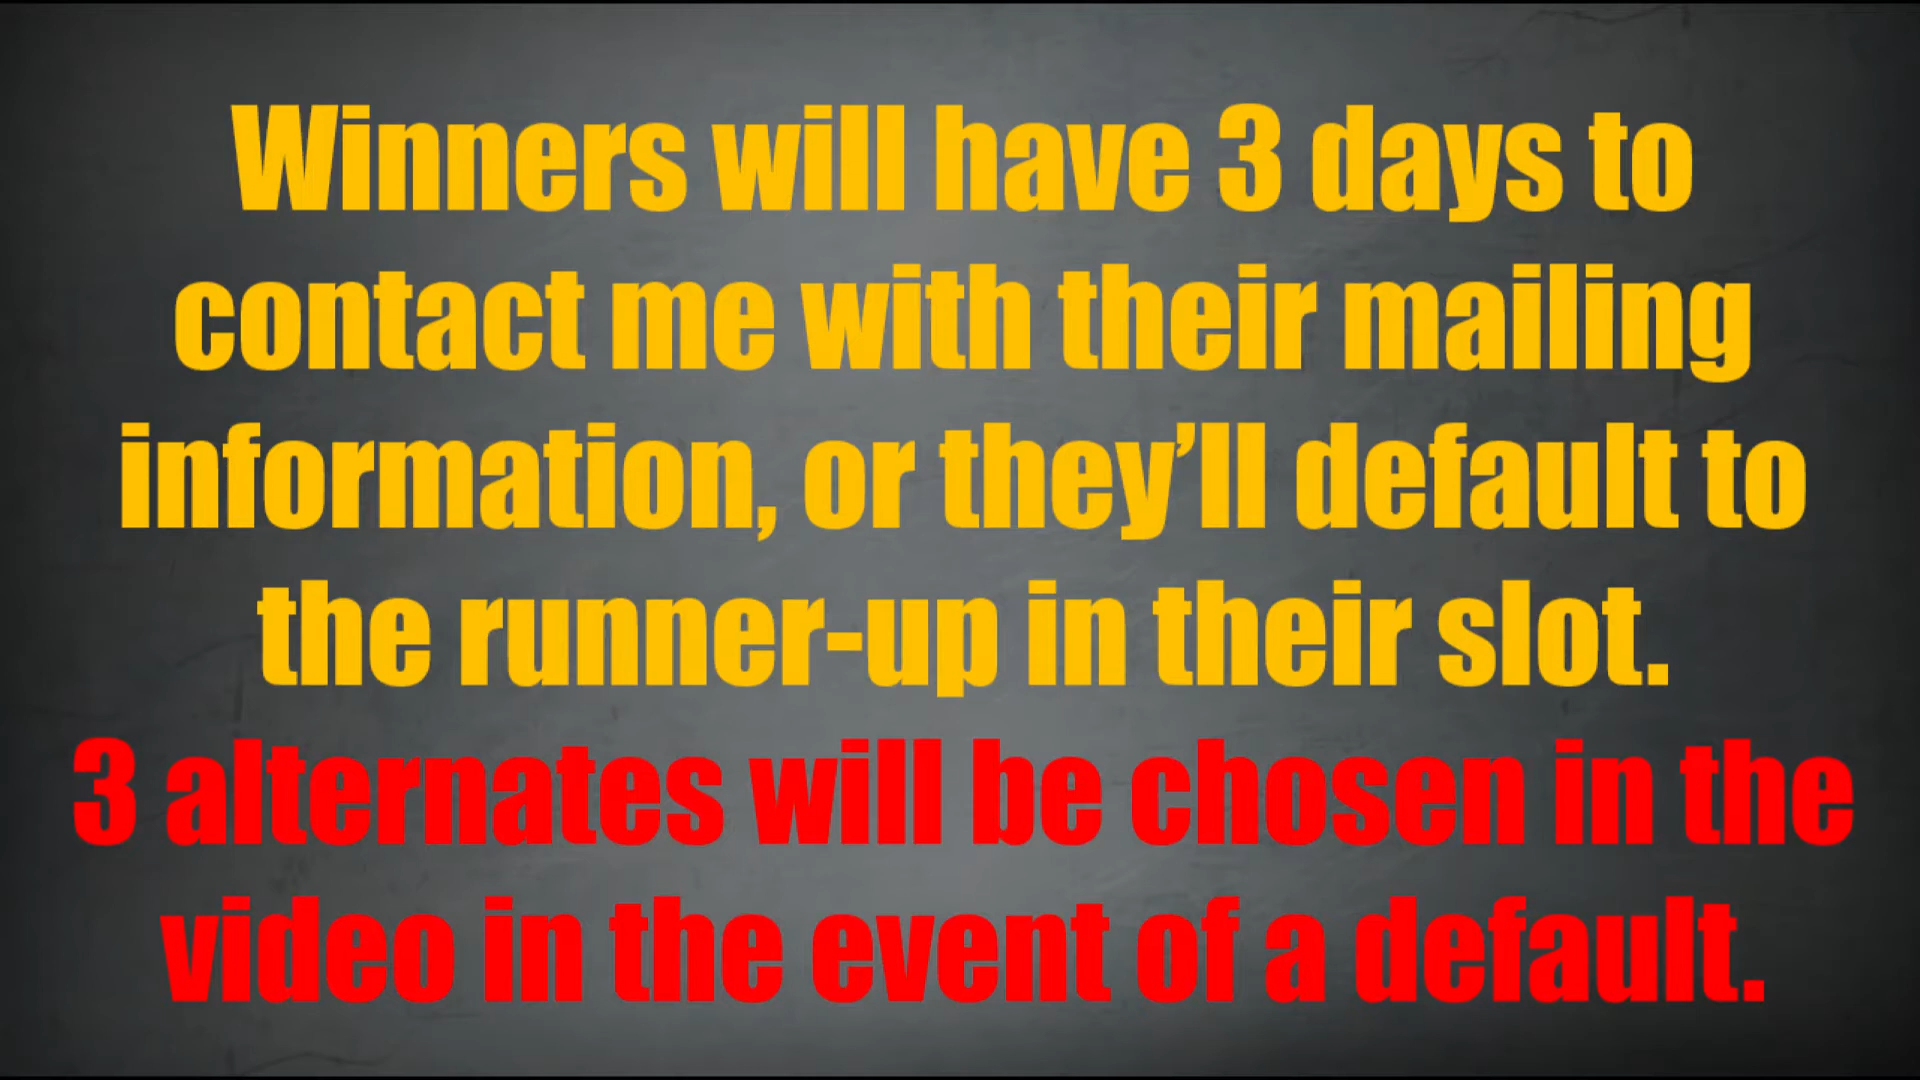 Winners will have 3 days to
contact me with their mailing
information, or they’ll default to
the runner-up in their slot.
3 alternates will be chosen in the
video in the event of a default.